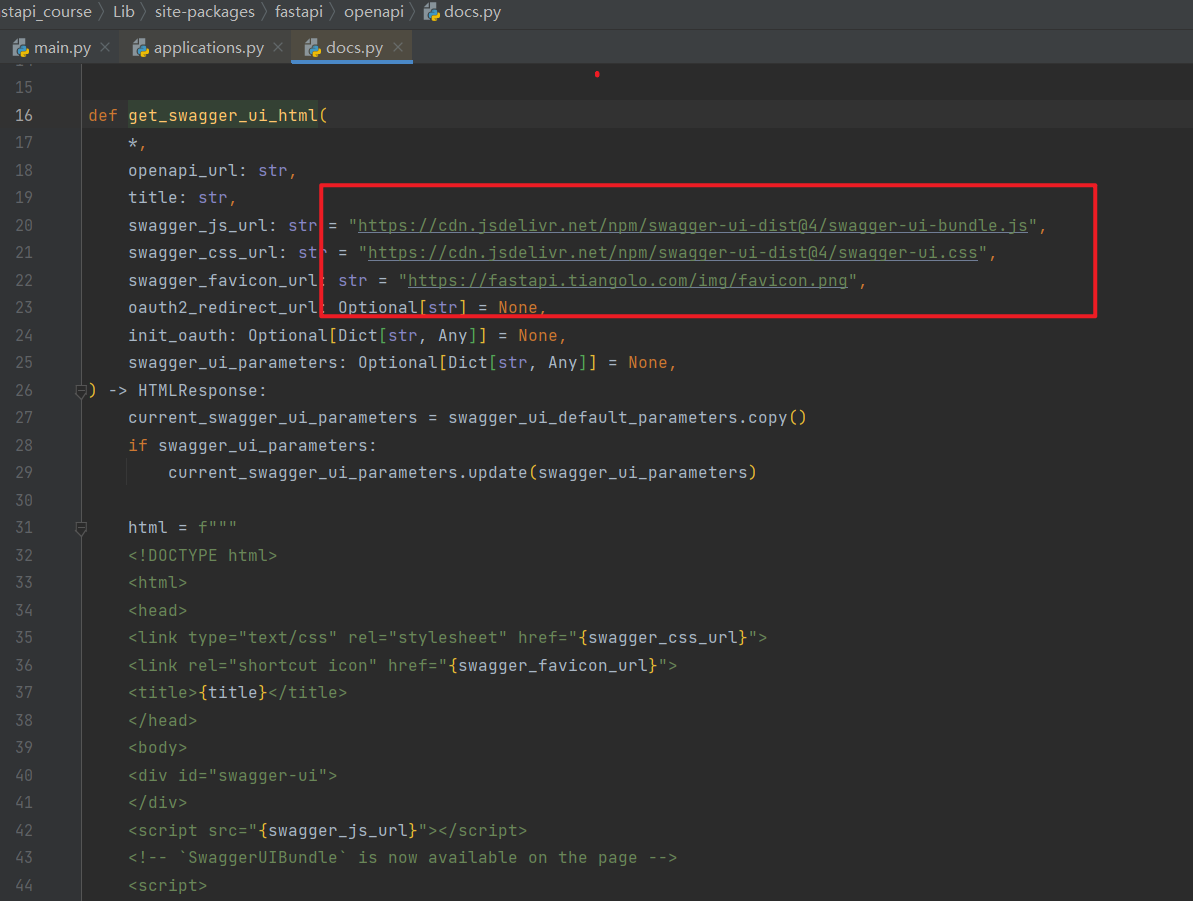 stapi_course 〉 Lib 〉 site-packages 〉 fastapi 〉 openapi 〉 docs.py
main.py × applications.py × docs.py ×
15
16 def get_swagger_ui_html(
17     *,
18     openapi_url: str,
19     title: str,
20     swagger_js_url: str = "https://cdn.jsdelivr.net/npm/swagger-ui-dist@4/swagger-ui-bundle.js",
21     swagger_css_url: str = "https://cdn.jsdelivr.net/npm/swagger-ui-dist@4/swagger-ui.css",
22     swagger_favicon_url: str = "https://fastapi.tiangolo.com/img/favicon.png",
23     oauth2_redirect_url: Optional[str] = None,
24     init_oauth: Optional[Dict[str, Any]] = None,
25     swagger_ui_parameters: Optional[Dict[str, Any]] = None,
26 ) -> HTMLResponse:
27     current_swagger_ui_parameters = swagger_ui_default_parameters.copy()
28     if swagger_ui_parameters:
29         current_swagger_ui_parameters.update(swagger_ui_parameters)
30
31     html = f"""
32     <!DOCTYPE html>
33     <html>
34     <head>
35     <link type="text/css" rel="stylesheet" href="{swagger_css_url}">
36     <link rel="shortcut icon" href="{swagger_favicon_url}">
37     <title>{title}</title>
38     </head>
39     <body>
40     <div id="swagger-ui">
41     </div>
42     <script src="{swagger_js_url}"></script>
43     <!-- `SwaggerUIBundle` is now available on the page -->
44     <script>